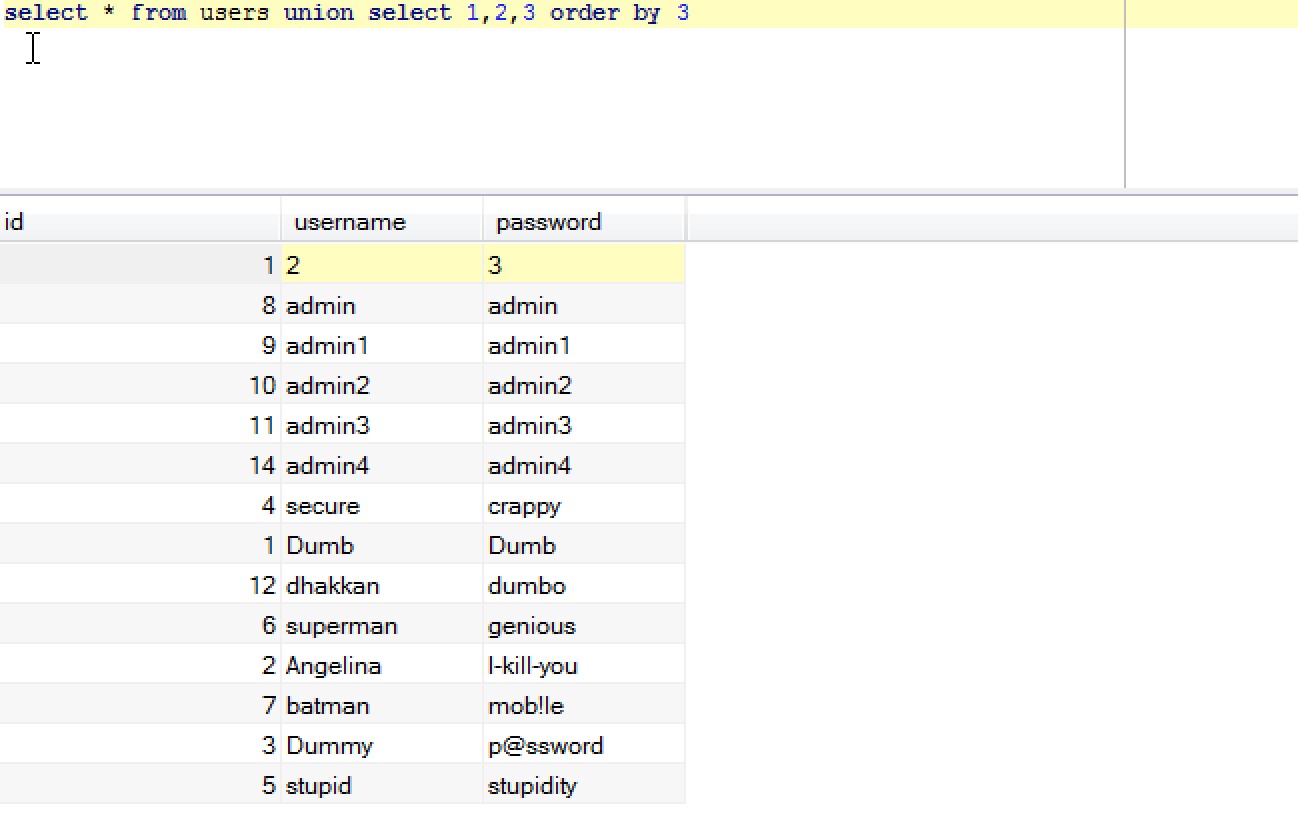 select * from users union select 1,2,3 order by 3
id username password
1 2 3
8 admin admin
9 admin1 admin1
10 admin2 admin2
11 admin3 admin3
14 admin4 admin4
4 secure crappy
1 Dumb Dumb
12 dhakkan dumbo
6 superman genious
2 Angelina I-kill-you
7 batman mob!le
3 Dummy p@ssword
5 stupid stupidity